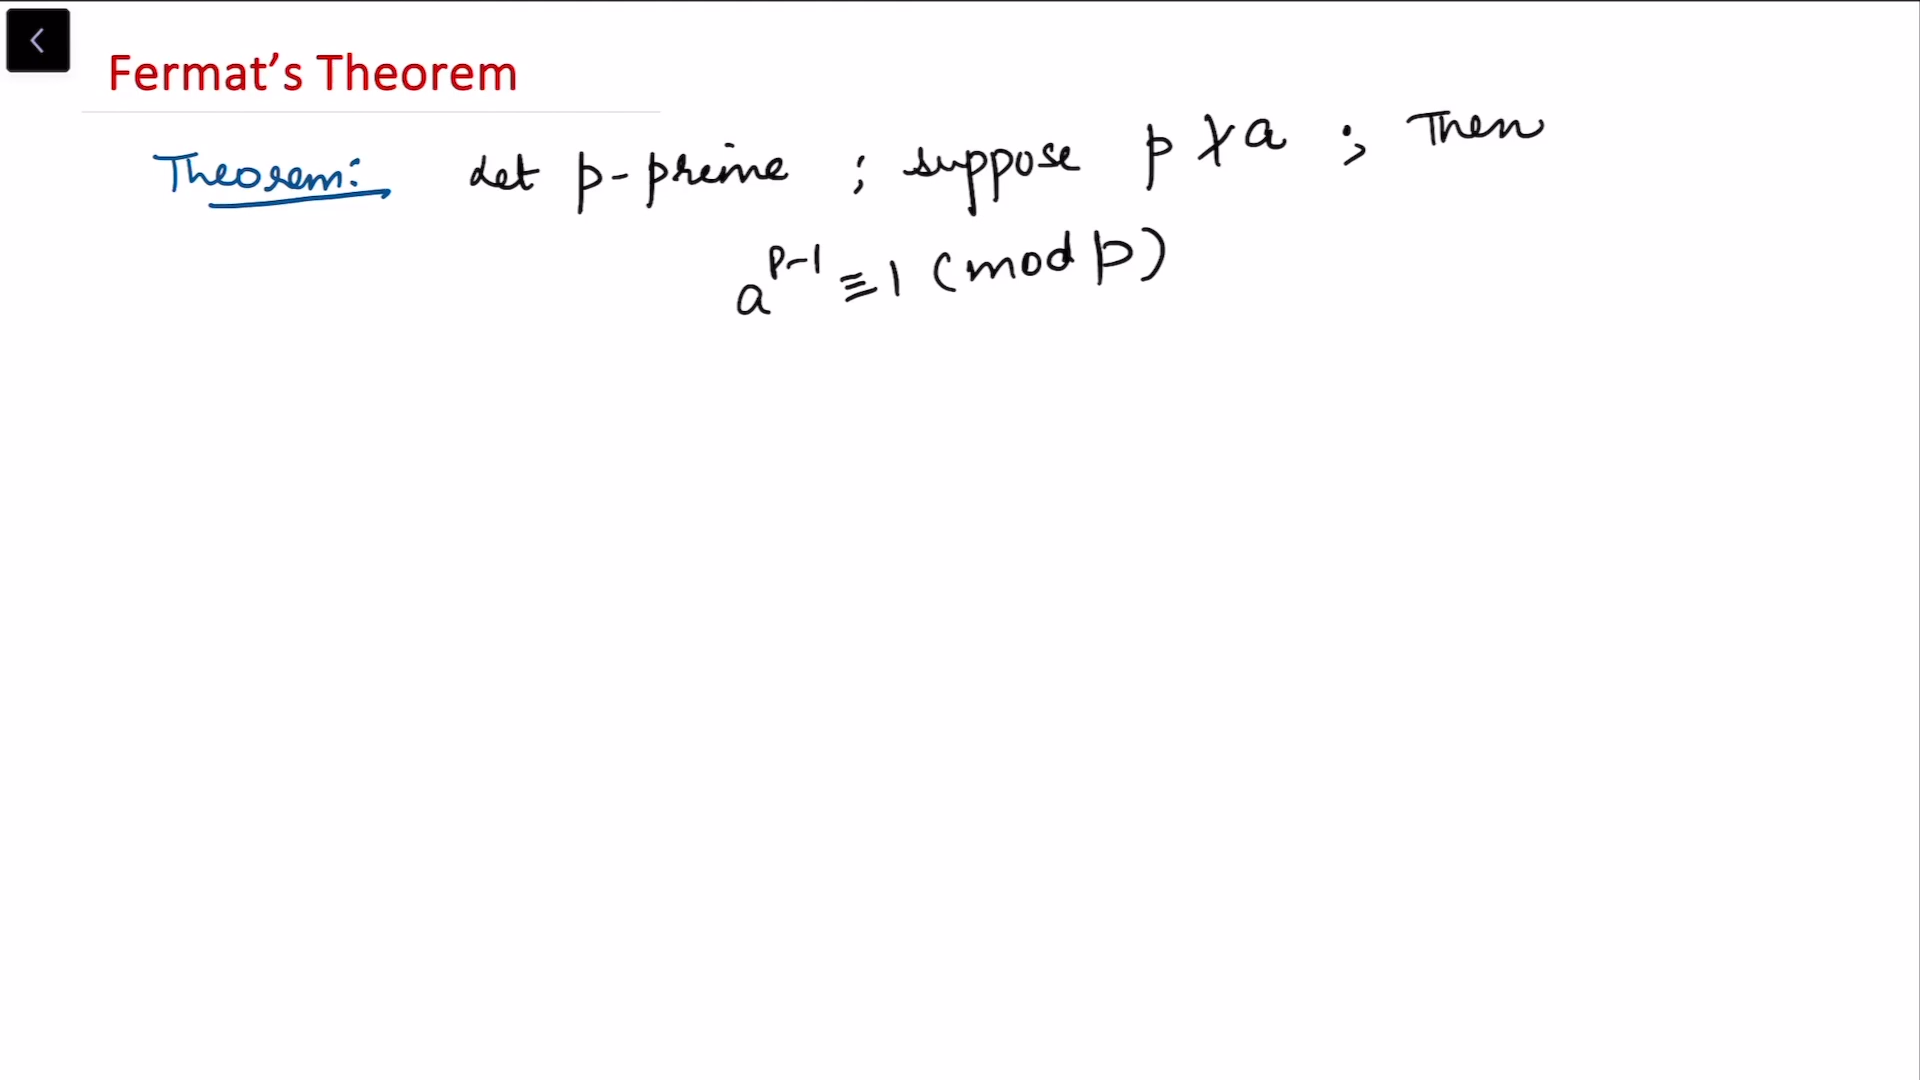 Fermat's Theorem
Theorem: Let p-prime ; suppose p ∤ a ; Then
a^{p-1} ≡ 1 (mod p)